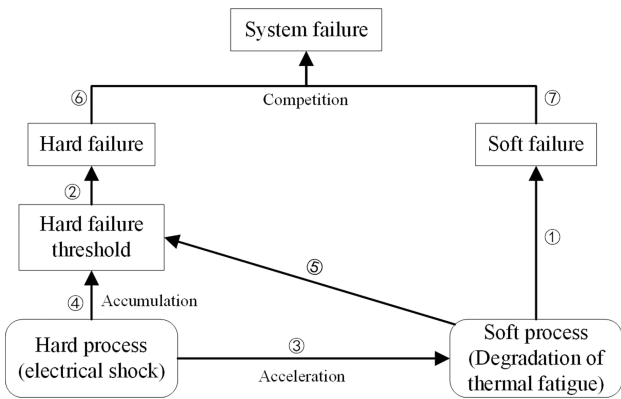 System failure
⑥
Competition
⑦
Hard failure
Soft failure
②
Hard failure
threshold
①
⑤
④ Accumulation
Hard process
(electrical shock)
③
Acceleration
Soft process
(Degradation of
thermal fatigue)